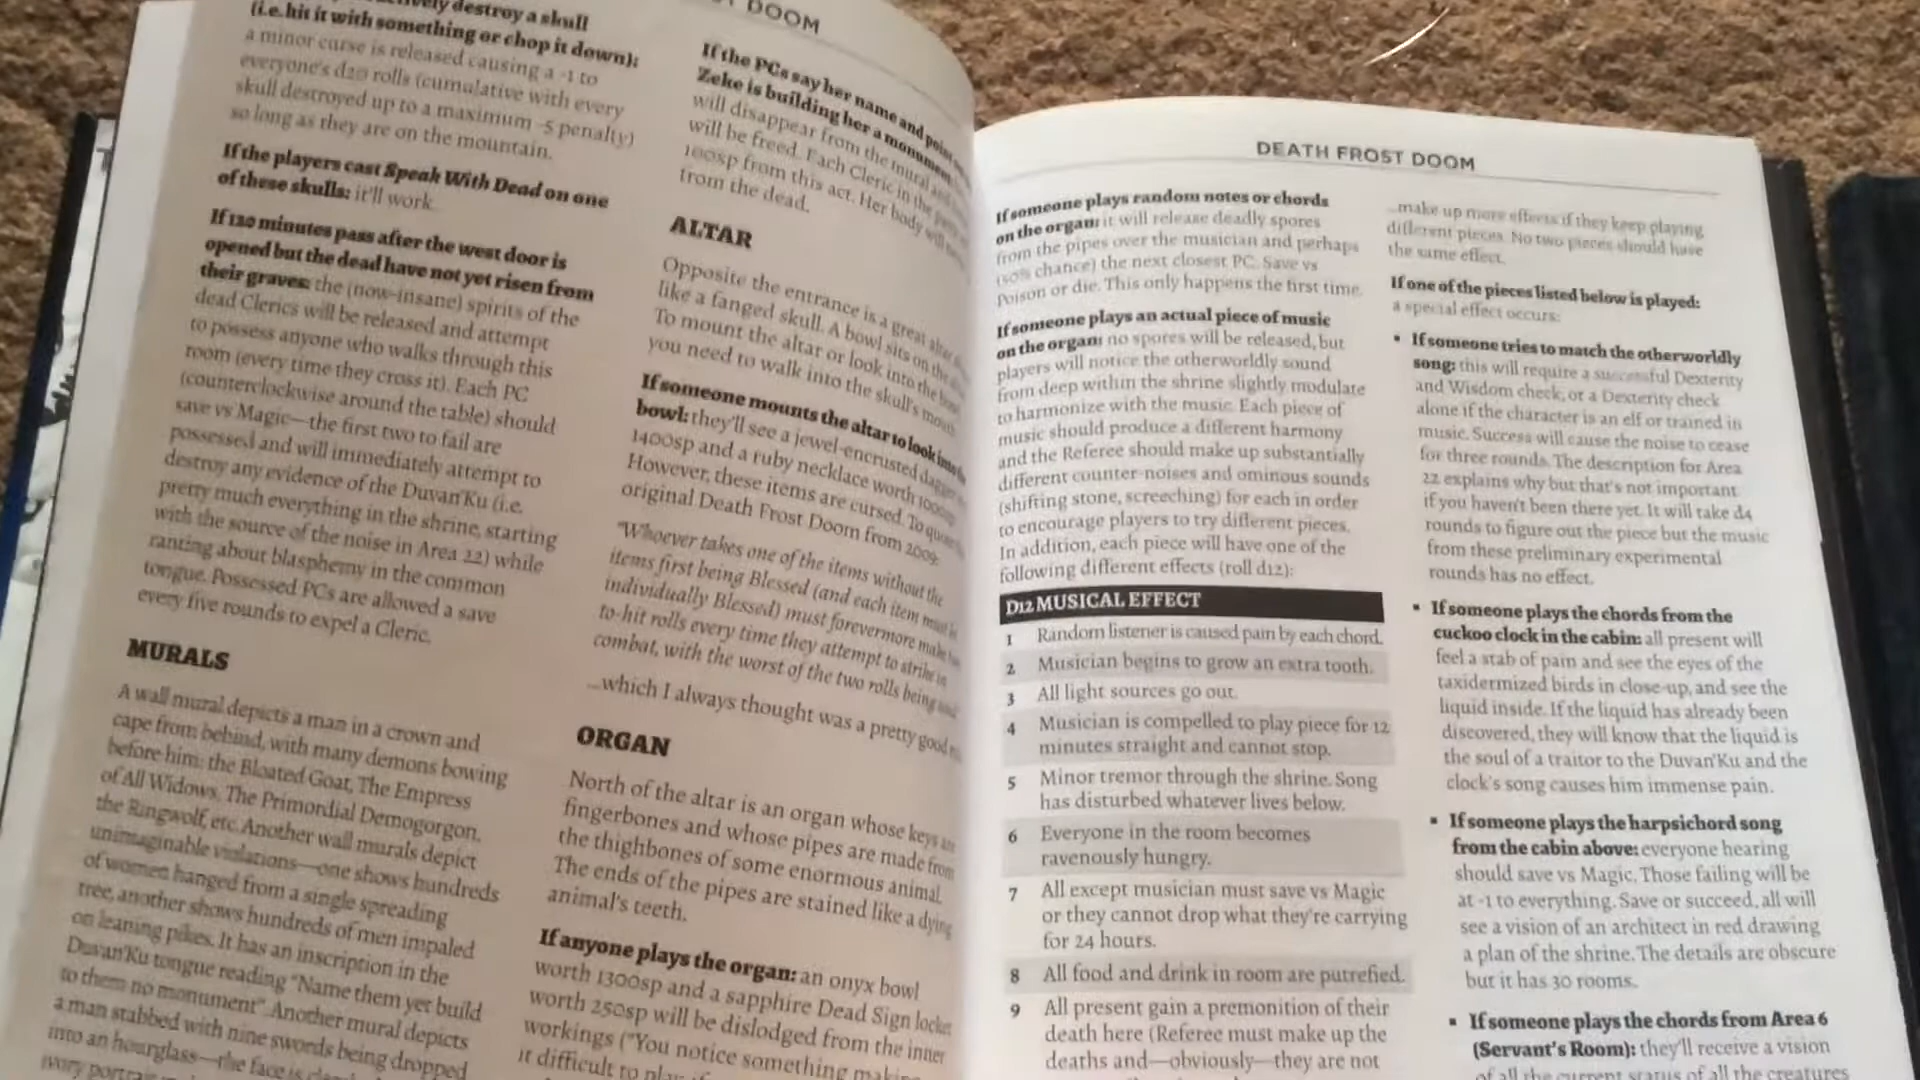 destroy a skull
(i.e. hit it with something or chop it down):
a minor curse is released causing a -1 to
everyone's d20 rolls (cumulative with every
skull destroyed up to a maximum -5 penalty)
so long as they are on the mountain.
If the players cast Speak With Dead on one
of these skulls: it'll work.
If 120 minutes pass after the west door is
opened but the dead have not yet risen from
their graves: the (now-insane) spirits of the
dead Clerics will be released and attempt
to possess anyone who walks through this
room (every time they cross it). Each PC
(counterclockwise around the table) should
save vs Magic—the first two to fail are
possessed and will immediately attempt to
destroy any evidence of the Duvan'Ku (i.e.
pretty much everything in the shrine, starting
with the source of the noise in Area 22) while
ranting about blasphemy in the common
tongue. Possessed PCs are allowed a save
every five rounds to expel a Cleric.
MURALS
A wall mural depicts a man in a crown and
cape from behind, with many demons bowing
before him: the Bloated Goat, The Empress
of All Widows, The Primordial Demogorgon,
the Ringwolf, etc. Another wall murals depict
unimaginable violations—one shows hundreds
of women hanged from a single spreading
tree, another shows hundreds of men impaled
on leaning pikes. It has an inscription in the
Duvan'Ku tongue reading "Name them yet build
to them no monument". Another mural depicts
a man stabbed with nine swords being dropped
into an hourglass—the face is
ivory
DOOM
If the PCs say her name and point
Zeke is building her a monument:
will disappear from the mural
will be freed. Each Cleric in the party
100xp from this act. Her body will
from the dead.
ALTAR
Opposite the entrance is a great altar
like a fanged skull. A bowl sits on the
To mount the altar or look into the bowl
you need to walk into the skull's mouth
If someone mounts the altar to look into the
bowl: they'll see a jewel-encrusted dagger
1400sp and a ruby necklace worth 1000sp
However, these items are cursed. To quote
original Death Frost Doom from 2009:
"Whoever takes one of the items without the
items first being Blessed (and each item must be
individually Blessed) must forevermore make two
to-hit rolls every time they attempt to strike in
combat, with the worst of the two rolls being
...which I always thought was a pretty good
ORGAN
North of the altar is an organ whose keys are
fingerbones and whose pipes are made from
the thighbones of some enormous animal.
The ends of the pipes are stained like a dying
animal's teeth.
If anyone plays the organ: an onyx bowl
worth 1300sp and a sapphire Dead Sign locket
worth 250sp will be dislodged from the inner
workings ("You notice something making
it difficult to play
DEATH FROST DOOM
If someone plays random notes or chords
on the organ: it will release deadly spores
from the pipes over the musician and perhaps
(50% chance) the next closest PC. Save vs
Poison or die. This only happens the first time.
If someone plays an actual piece of music
on the organ: no spores will be released, but
players will notice the otherworldly sound
from deep within the shrine slightly modulate
to harmonize with the music. Each piece of
music should produce a different harmony
and the Referee should make up substantially
different counter-noises and ominous sounds
(shifting stone, screeching) for each in order
to encourage players to try different pieces.
In addition, each piece will have one of the
following different effects (roll d12):
D12 MUSICAL EFFECT
1 Random listener is caused pain by each chord.
2 Musician begins to grow an extra tooth.
3 All light sources go out.
4 Musician is compelled to play piece for 12
minutes straight and cannot stop.
5 Minor tremor through the shrine. Song
has disturbed whatever lives below.
6 Everyone in the room becomes
ravenously hungry.
7 All except musician must save vs Magic
or they cannot drop what they're carrying
for 24 hours.
8 All food and drink in room are putrefied.
9 All present gain a premonition of their
death here (Referee must make up the
deaths and—obviously—they are not
...make up more effects if they keep playing
different pieces. No two pieces should have
the same effect.
If one of the pieces listed below is played:
a special effect occurs:
▪ If someone tries to match the otherworldly
song: this will require a successful Dexterity
and Wisdom check, or a Dexterity check
alone if the character is an elf or trained in
music. Success will cause the noise to cease
for three rounds. The description for Area
22 explains why but that's not important
if you haven't been there yet. It will take d4
rounds to figure out the piece but the music
from these preliminary experimental
rounds has no effect.
▪ If someone plays the chords from the
cuckoo clock in the cabin: all present will
feel a stab of pain and see the eyes of the
taxidermized birds in close-up, and see the
liquid inside. If the liquid has already been
discovered, they will know that the liquid is
the soul of a traitor to the Duvan'Ku and the
clock's song causes him immense pain.
▪ If someone plays the harpsichord song
from the cabin above: everyone hearing
should save vs Magic. Those failing will be
at -1 to everything. Save or succeed, all will
see a vision of an architect in red drawing
a plan of the shrine. The details are obscure
but it has 30 rooms.
▪ If someone plays the chords from Area 6
(Servant's Room): they'll receive a vision
of all the current status of all the creatures